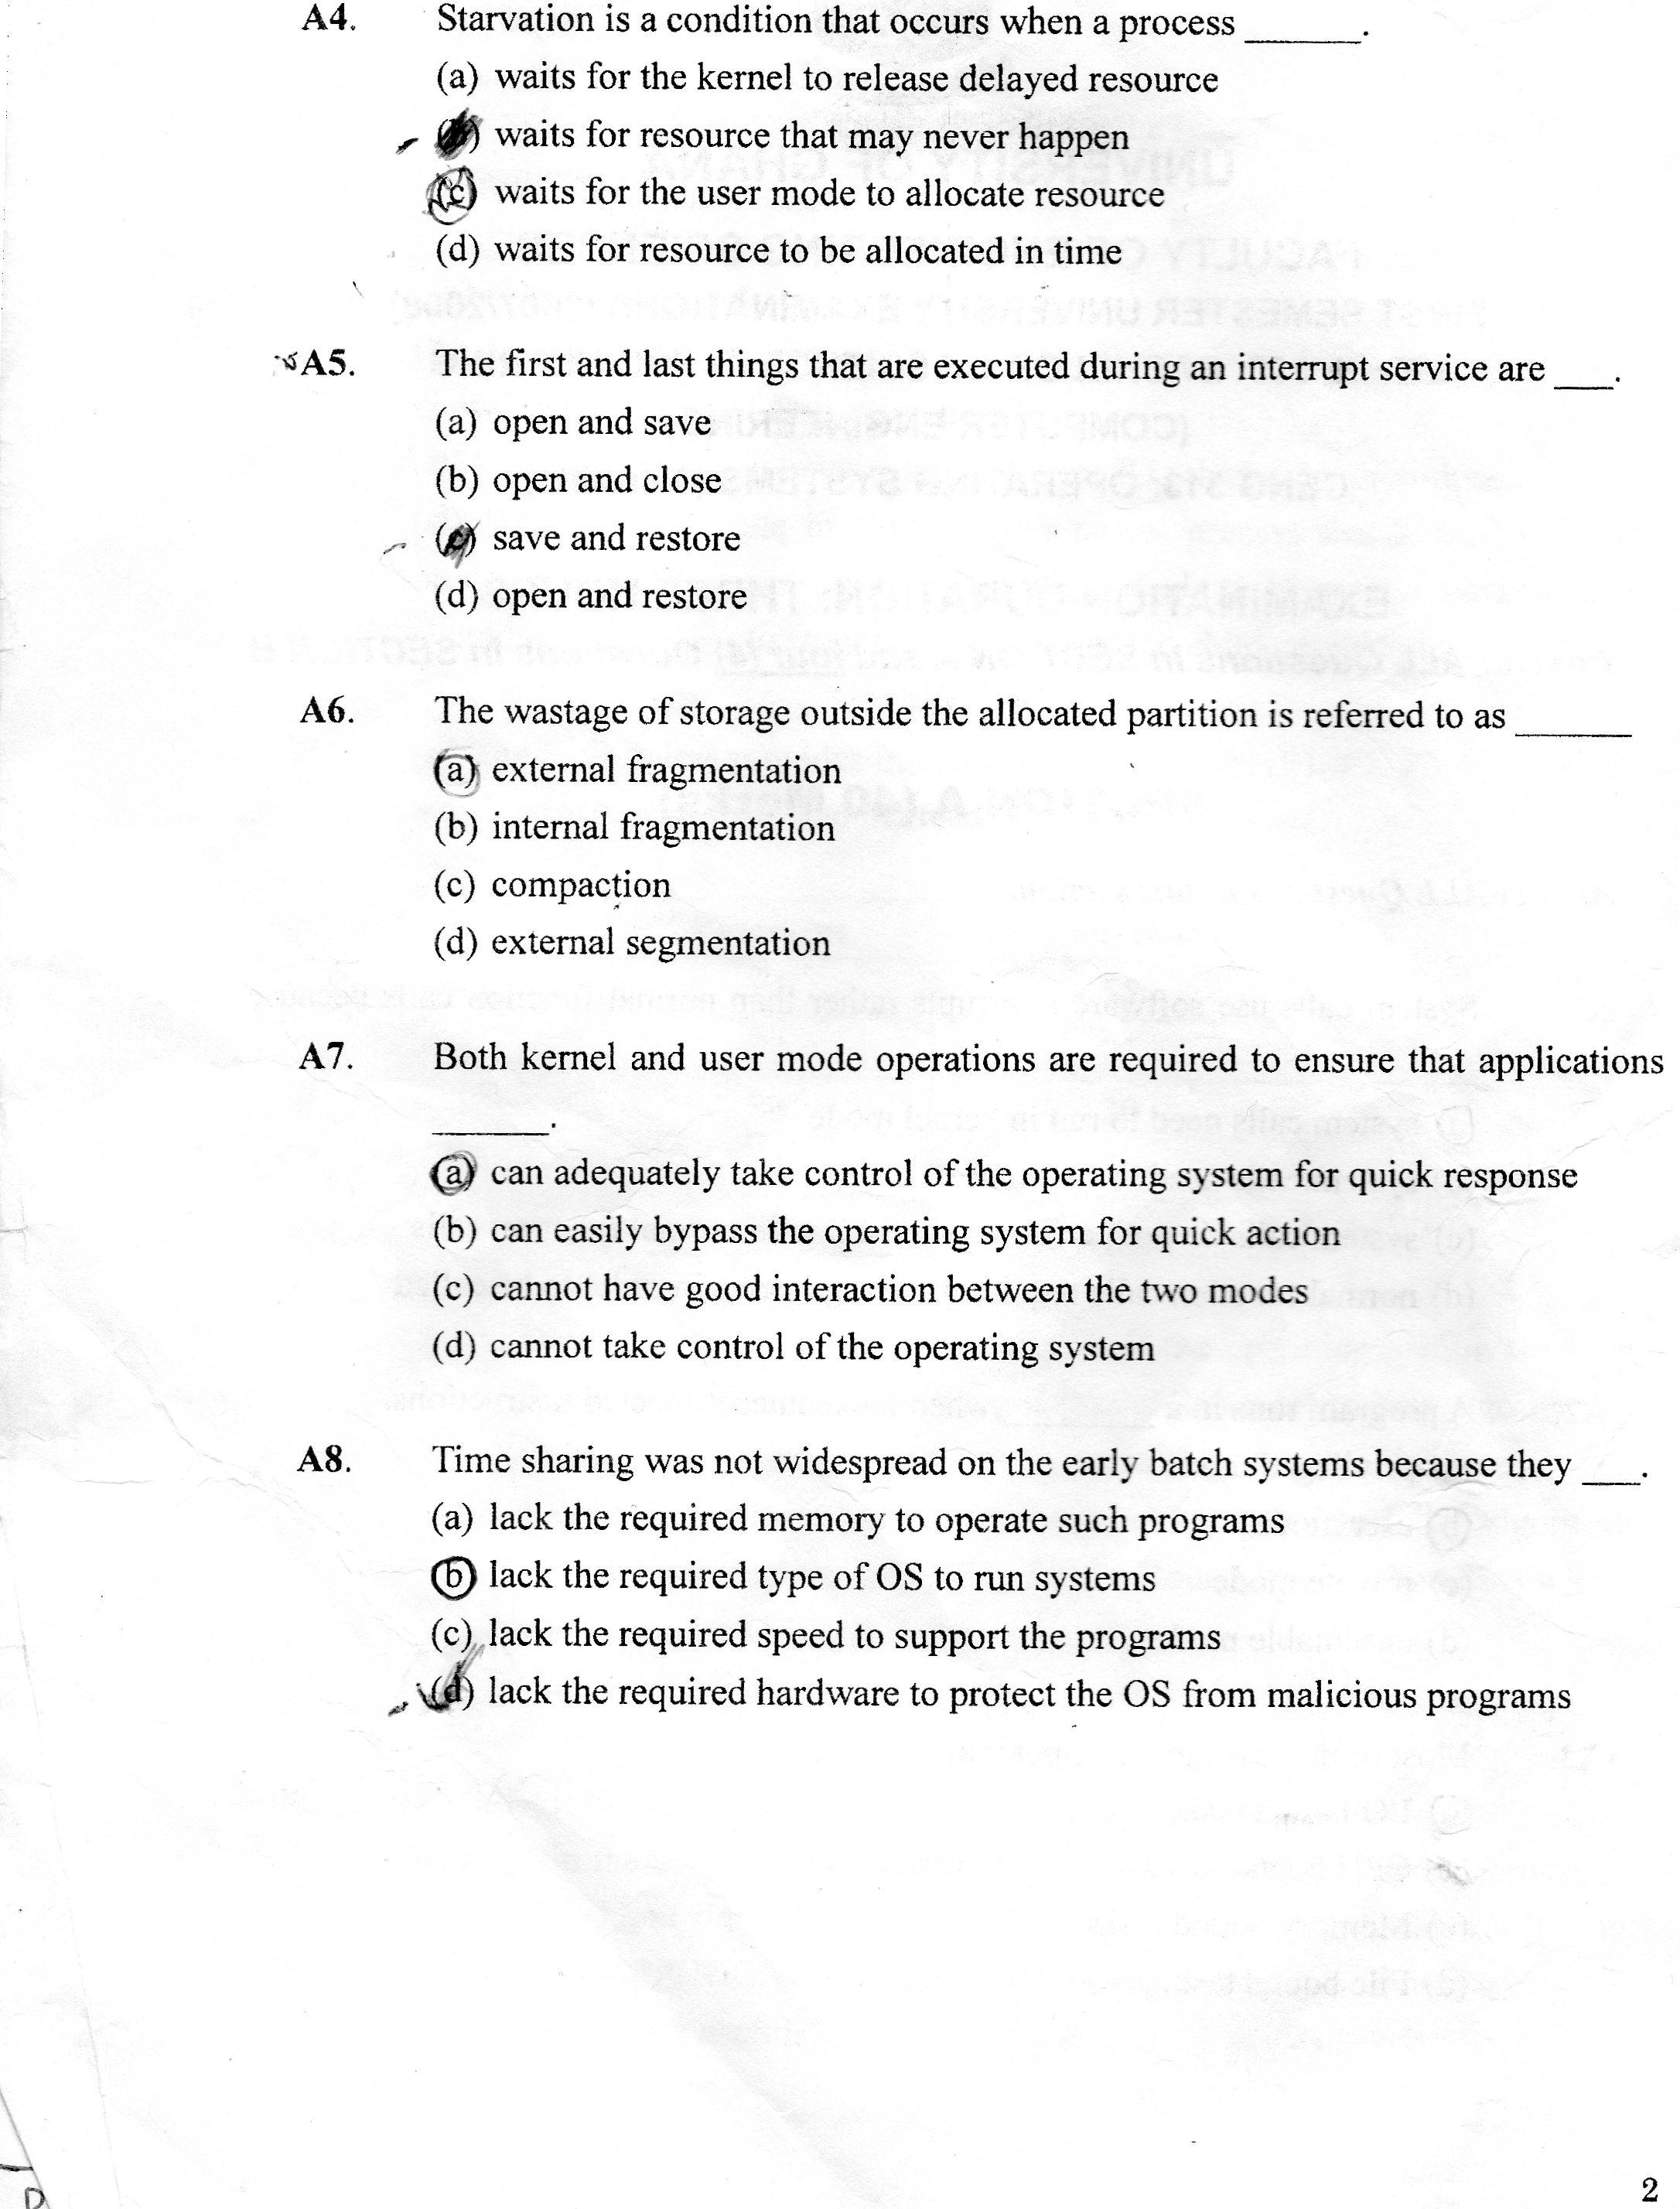 A4. Starvation is a condition that occurs when a process ______.
(a) waits for the kernel to release delayed resource
(b) waits for resource that may never happen
(c) waits for the user mode to allocate resource
(d) waits for resource to be allocated in time
A5. The first and last things that are executed during an interrupt service are ___.
(a) open and save
(b) open and close
(c) save and restore
(d) open and restore
A6. The wastage of storage outside the allocated partition is referred to as ______
(a) external fragmentation
(b) internal fragmentation
(c) compaction
(d) external segmentation
A7. Both kernel and user mode operations are required to ensure that applications
______.
(a) can adequately take control of the operating system for quick response
(b) can easily bypass the operating system for quick action
(c) cannot have good interaction between the two modes
(d) cannot take control of the operating system
A8. Time sharing was not widespread on the early batch systems because they ___.
(a) lack the required memory to operate such programs
(b) lack the required type of OS to run systems
(c) lack the required speed to support the programs
(d) lack the required hardware to protect the OS from malicious programs
2